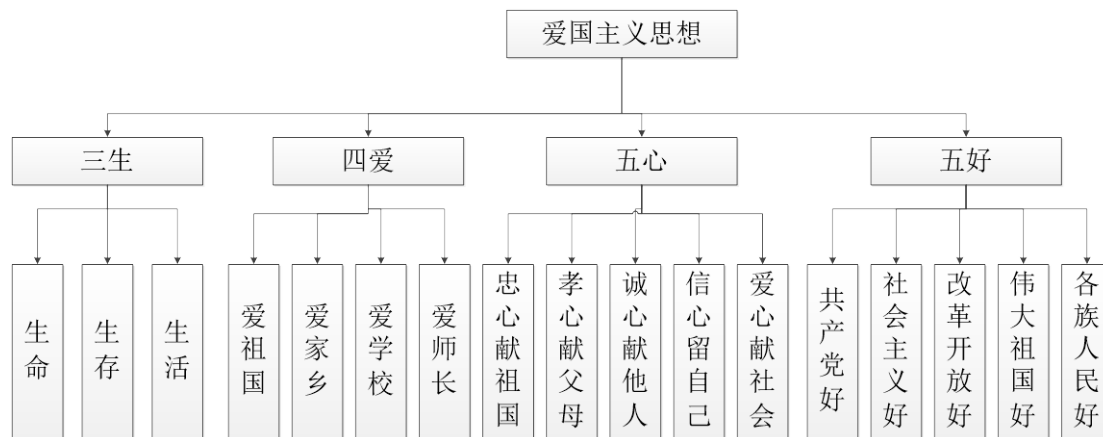 爱国主义思想
三生
四爱
五心
五好
生命
生存
生活
爱祖国
爱家乡
爱学校
爱师长
忠心献祖国
孝心献父母
诚心献他人
信心留自己
爱心献社会
共产党好
社会主义好
改革开放好
伟大祖国好
各族人民好